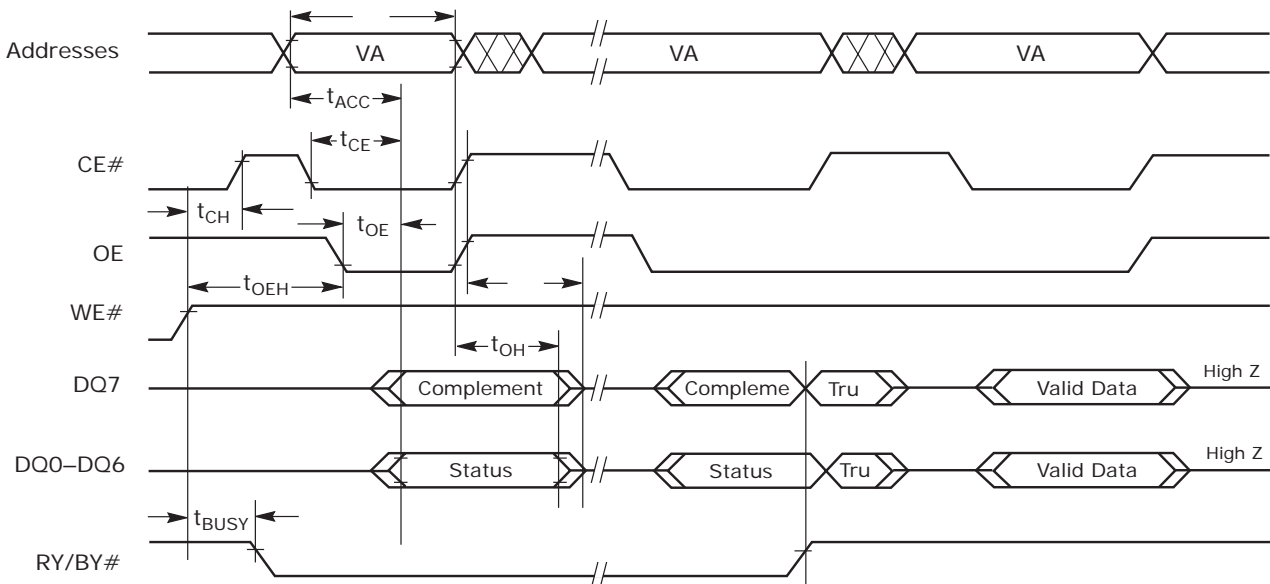 Addresses VA VA VA
tACC
tCE
CE#
tCH tOE
OE
tOEH
WE#
tOH
DQ7 Complement Compleme Tru Valid Data High Z
DQ0–DQ6 Status Status Tru Valid Data High Z
tBUSY
RY/BY#